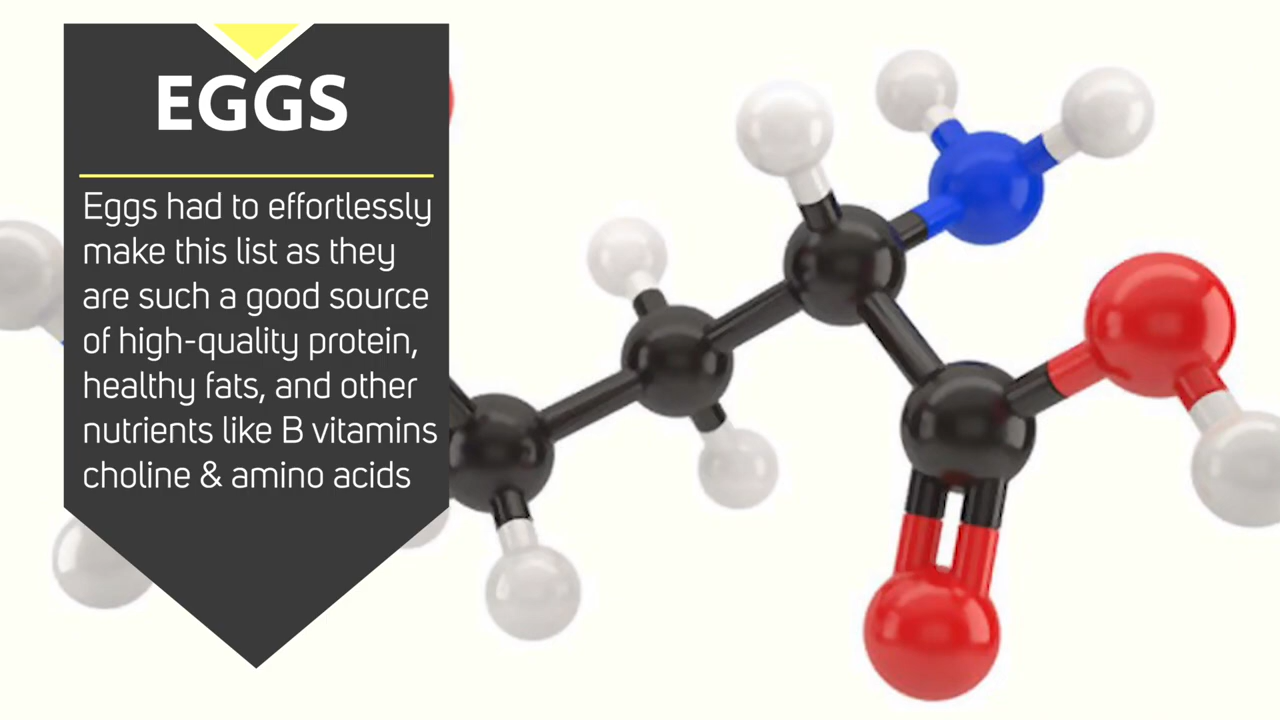 EGGS
Eggs had to effortlessly
make this list as they
are such a good source
of high-quality protein,
healthy fats, and other
nutrients like B vitamins
choline & amino acids